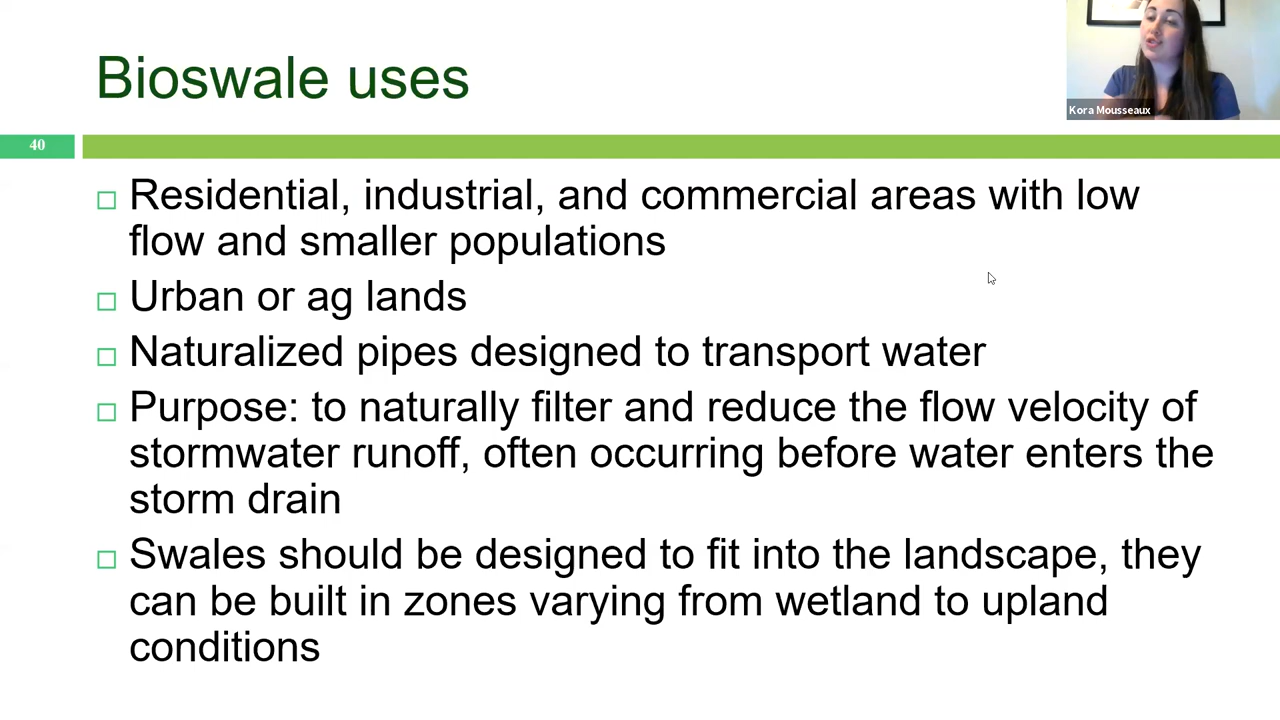 Bioswale uses
Kora Mousseaux
40
Residential, industrial, and commercial areas with low
flow and smaller populations
Urban or ag lands
Naturalized pipes designed to transport water
Purpose: to naturally filter and reduce the flow velocity of
stormwater runoff, often occurring before water enters the
storm drain
Swales should be designed to fit into the landscape, they
can be built in zones varying from wetland to upland
conditions